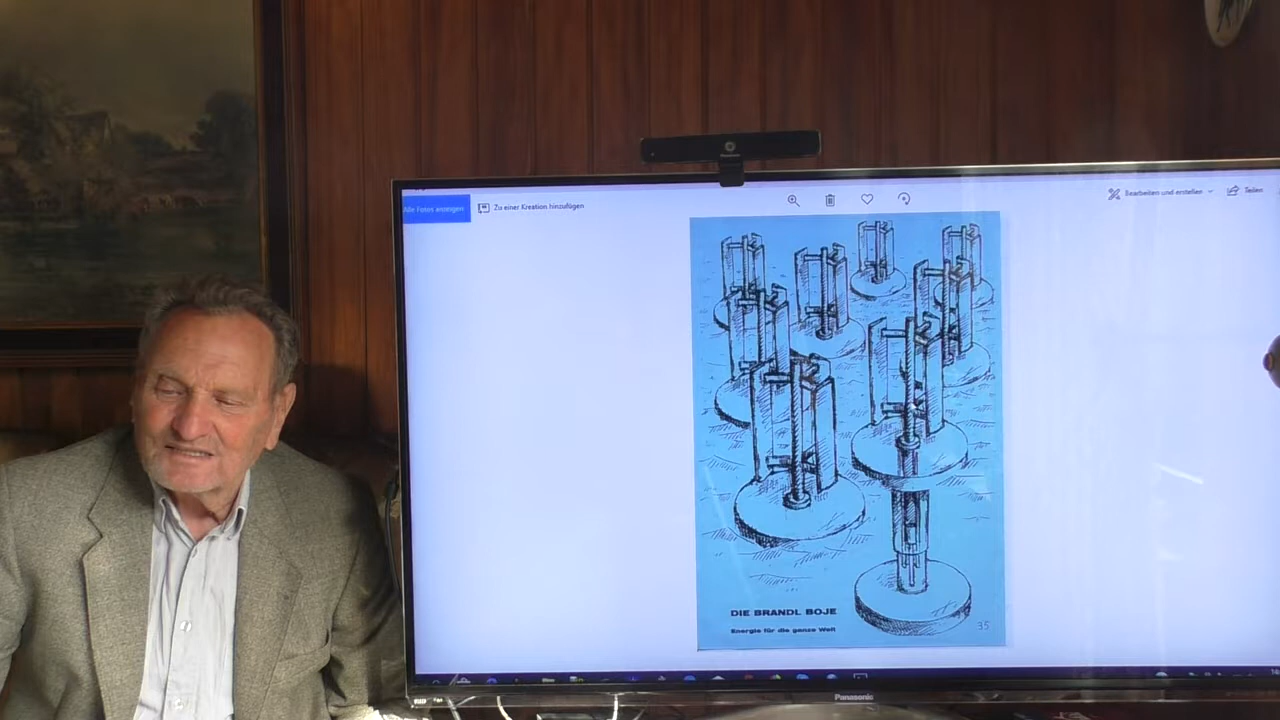 Alle Fotos anzeigen
Zu einer Kreation hinzufügen
Bearbeiten und erstellen
Teilen
DIE BRANDL BOJE
Energie für die ganze Welt
35
Panasonic